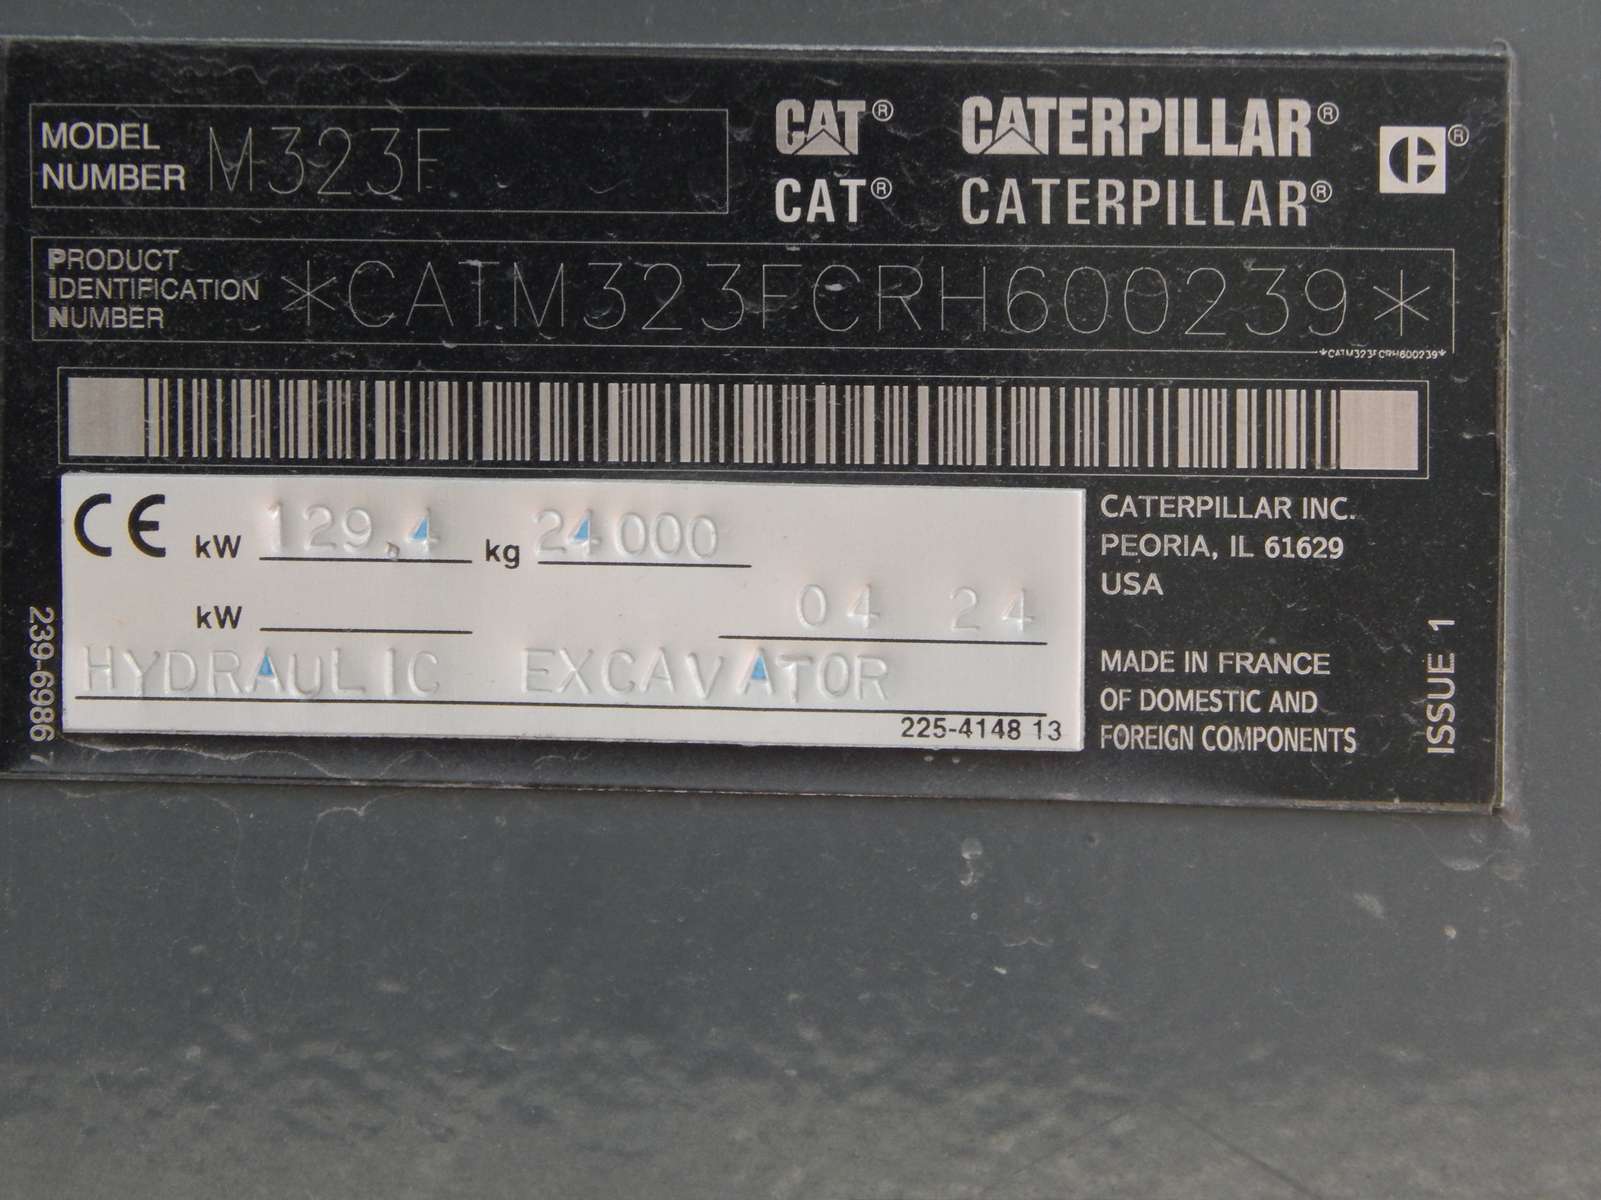 MODEL NUMBER M323F
CAT® CATERPILLAR®
CAT® CATERPILLAR®
PRODUCT IDENTIFICATION NUMBER *CATM323FCRH600239*
*CATM323FCRH600239*
CE kW 129.4 kg 24000
kW 04 24
HYDRAULIC EXCAVATOR
225-4148 13
239-6986 7
CATERPILLAR INC.
PEORIA, IL 61629
USA
MADE IN FRANCE
OF DOMESTIC AND
FOREIGN COMPONENTS
ISSUE 1